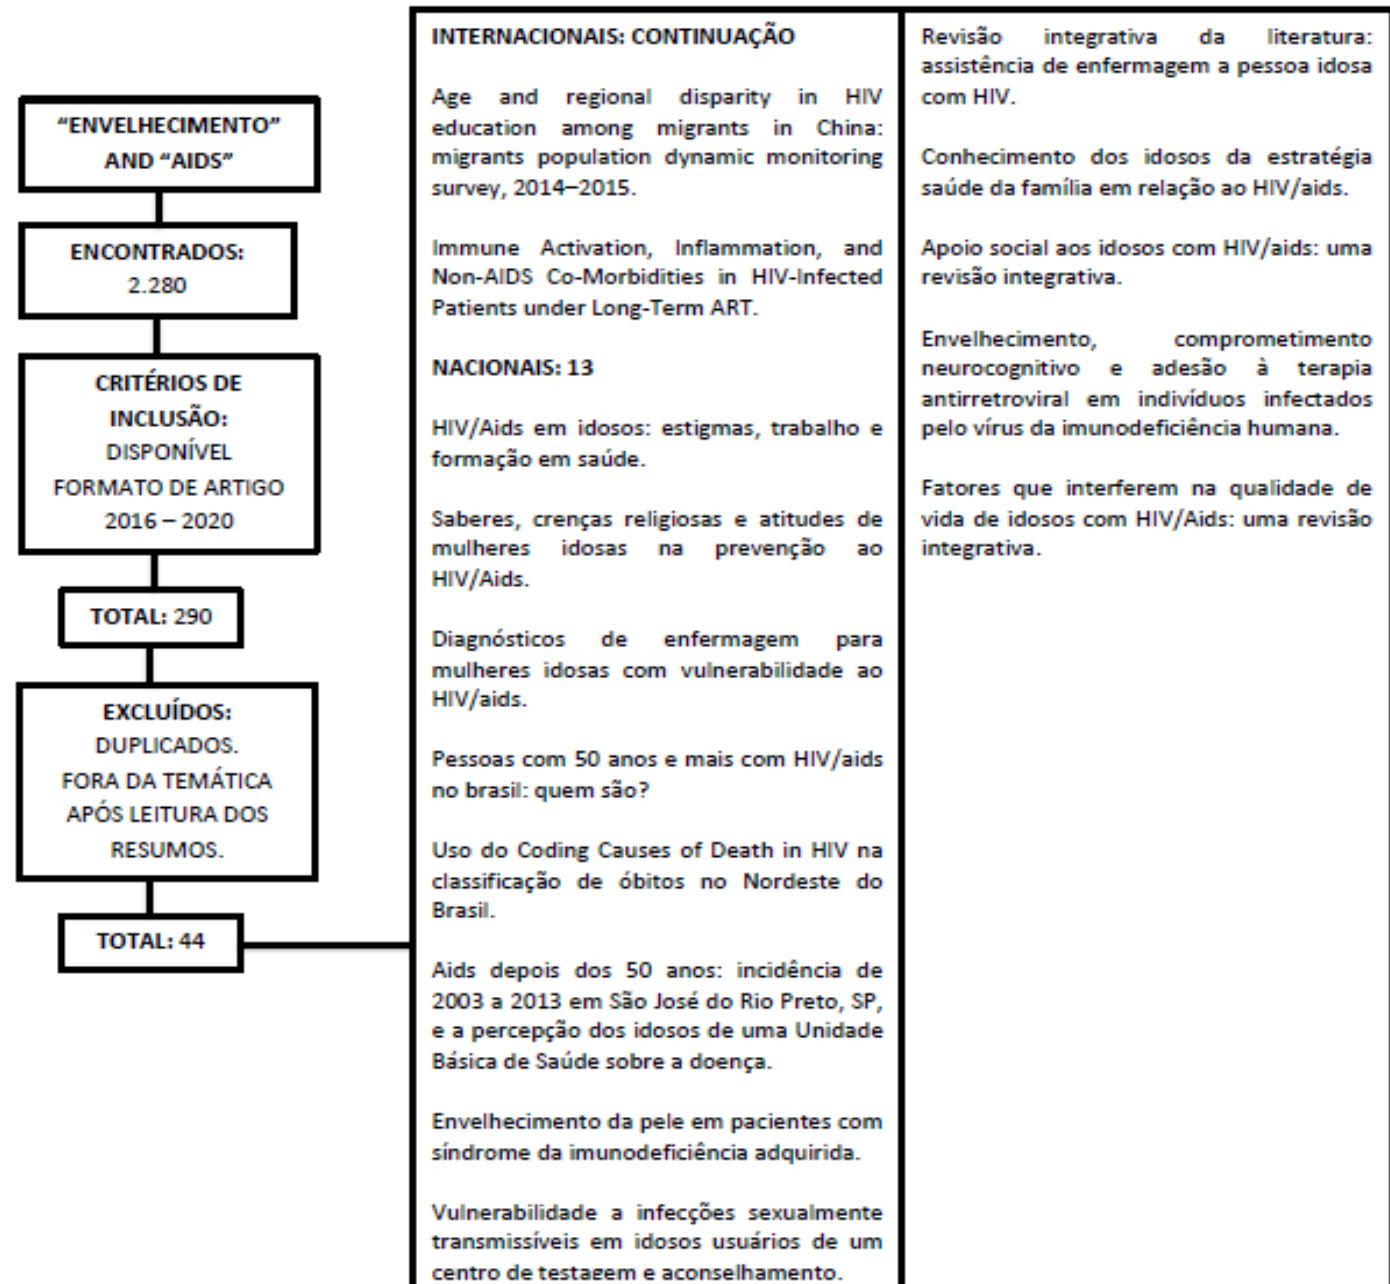 “ENVELHECIMENTO”
AND “AIDS”
ENCONTRADOS:
2.280
CRITÉRIOS DE
INCLUSÃO:
DISPONÍVEL
FORMATO DE ARTIGO
2016 – 2020
TOTAL: 290
EXCLUÍDOS:
DUPLICADOS.
FORA DA TEMÁTICA
APÓS LEITURA DOS
RESUMOS.
TOTAL: 44
INTERNACIONAIS: CONTINUAÇÃO
Age and regional disparity in HIV
education among migrants in China:
migrants population dynamic monitoring
survey, 2014–2015.
Immune Activation, Inflammation, and
Non-AIDS Co-Morbidities in HIV-Infected
Patients under Long-Term ART.
NACIONAIS: 13
HIV/Aids em idosos: estigmas, trabalho e
formação em saúde.
Saberes, crenças religiosas e atitudes de
mulheres idosas na prevenção ao
HIV/Aids.
Diagnósticos de enfermagem para
mulheres idosas com vulnerabilidade ao
HIV/aids.
Pessoas com 50 anos e mais com HIV/aids
no brasil: quem são?
Uso do Coding Causes of Death in HIV na
classificação de óbitos no Nordeste do
Brasil.
Aids depois dos 50 anos: incidência de
2003 a 2013 em São José do Rio Preto, SP,
e a percepção dos idosos de uma Unidade
Básica de Saúde sobre a doença.
Envelhecimento da pele em pacientes com
síndrome da imunodeficiência adquirida.
Vulnerabilidade a infecções sexualmente
transmissíveis em idosos usuários de um
centro de testagem e aconselhamento.
Revisão integrativa da literatura:
assistência de enfermagem a pessoa idosa
com HIV.
Conhecimento dos idosos da estratégia
saúde da família em relação ao HIV/aids.
Apoio social aos idosos com HIV/aids: uma
revisão integrativa.
Envelhecimento, comprometimento
neurocognitivo e adesão à terapia
antirretroviral em indivíduos infectados
pelo vírus da imunodeficiência humana.
Fatores que interferem na qualidade de
vida de idosos com HIV/Aids: uma revisão
integrativa.